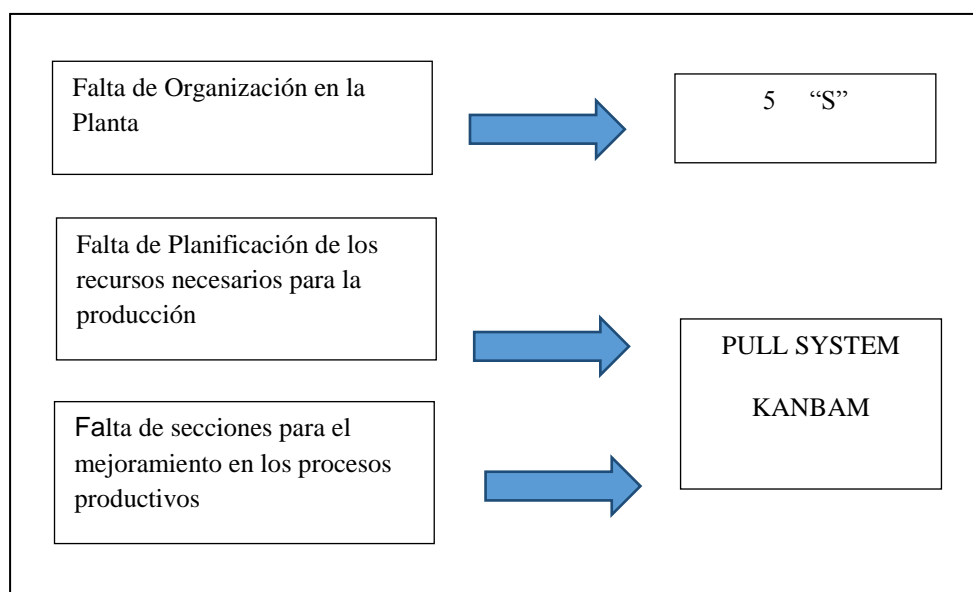 Falta de Organización en la
Planta
5 “S”
Falta de Planificación de los
recursos necesarios para la
producción
PULL SYSTEM
KANBAM
Falta de secciones para el
mejoramiento en los procesos
productivos